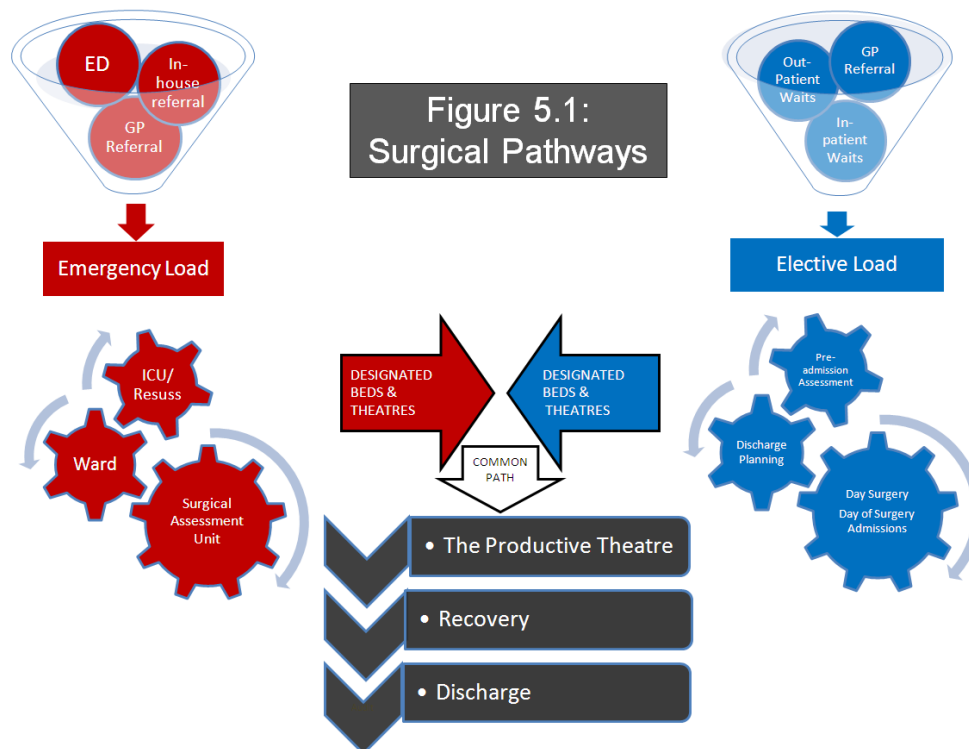 Figure 5.1:
Surgical Pathways
ED
In-
house
referral
GP
Referral
Emergency Load
ICU/
Resuss
Ward
Surgical
Assessment
Unit
DESIGNATED
BEDS &
THEATRES
DESIGNATED
BEDS &
THEATRES
COMMON
PATH
• The Productive Theatre
• Recovery
• Discharge
Out-
Patient
Waits
GP
Referral
In-
patient
Waits
Elective Load
Pre-
admission
Assessment
Discharge
Planning
Day Surgery
Day of Surgery
Admissions